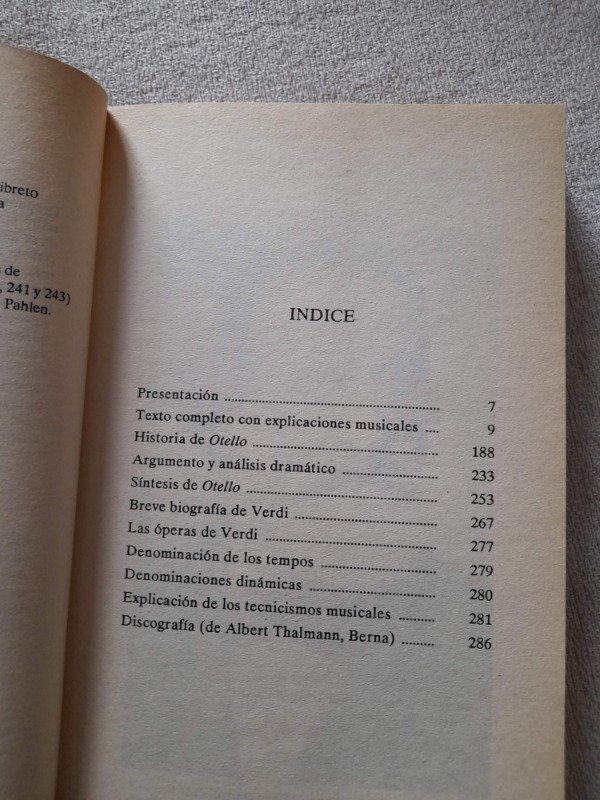 ibreto
a
de
, 241 y 243)
Pahlen.
INDICE
Presentación .......... 7
Texto completo con explicaciones musicales .... 9
Historia de Otello .......... 188
Argumento y análisis dramático .......... 233
Síntesis de Otello .......... 253
Breve biografía de Verdi .......... 267
Las óperas de Verdi .......... 277
Denominación de los tempos .......... 279
Denominaciones dinámicas .......... 280
Explicación de los tecnicismos musicales .......... 281
Discografía (de Albert Thalmann, Berna) ......... 286